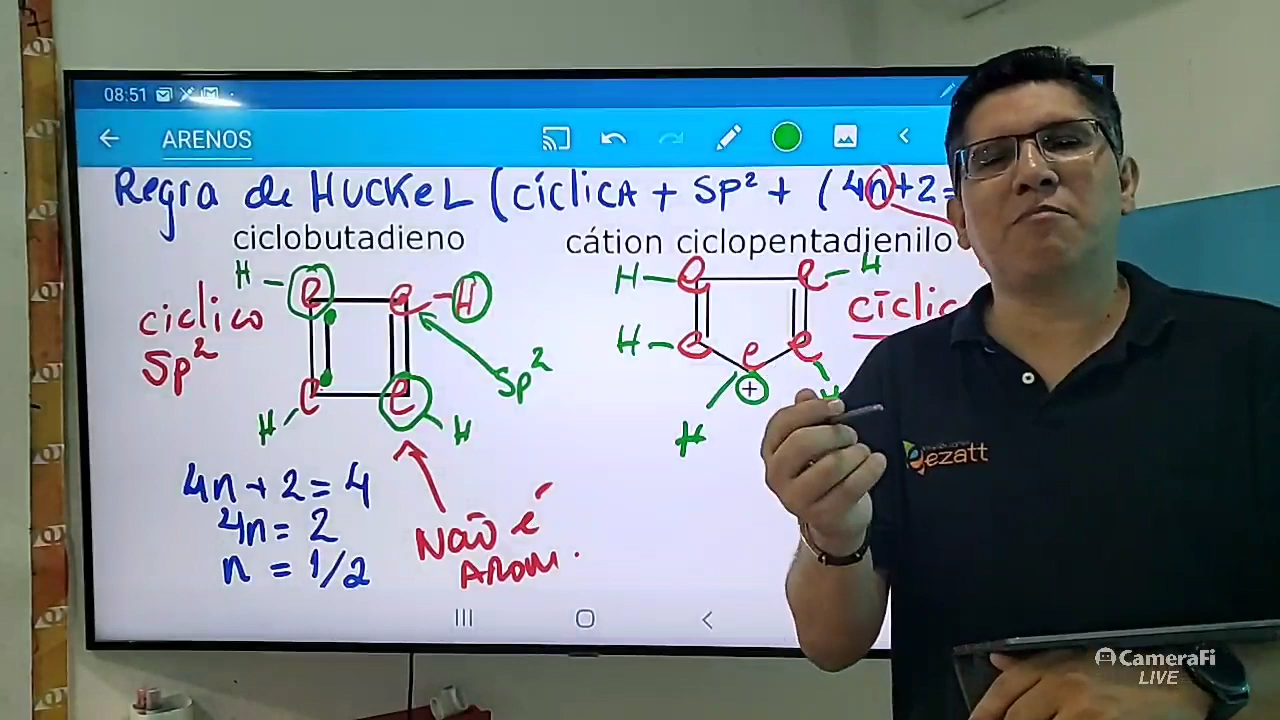 08:51
ARENOS
Regra de HUCKEL (CÍCLICA + SP² + (4n+2=
ciclobutadieno
cátion ciclopentadienilo
H
C
C
H
H
C
C
H
cíclico
SP²
H
C
C
H
SP²
cíclic
H
C
C
C
+
H
H
4n + 2 = 4
4n = 2
n = 1/2
Não é
AROM.
ezatt
CameraFi
LIVE